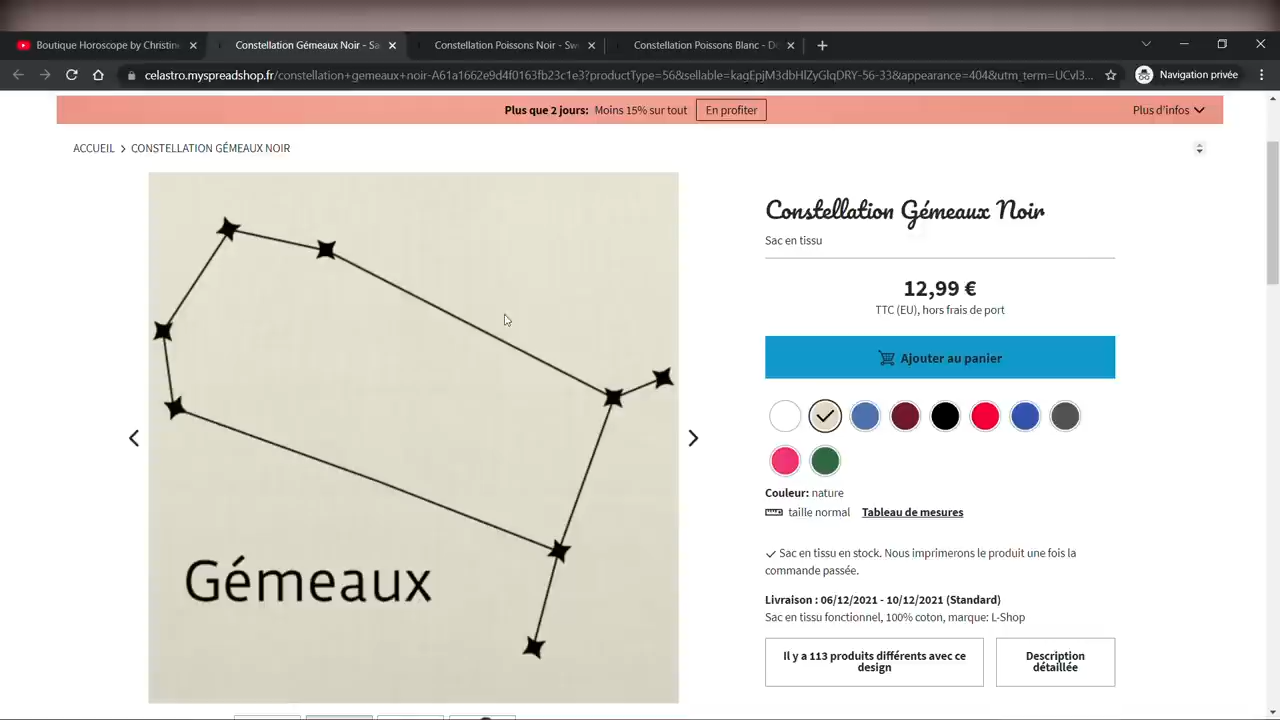 Boutique Horoscope by Christine
Constellation Gémeaux Noir - Sa
Constellation Poissons Noir - Sw
Constellation Poissons Blanc - D
celastro.myspreadshop.fr/constellation+gemeaux+noir-A61a1662e9d4f0163fb23c1e3?productType=56&sellable=kagEpjM3dbHlZyGlqDRY-56-33&appearance=404&utm_term=UCvl3...
Navigation privée
Plus que 2 jours: Moins 15% sur tout
En profiter
Plus d'infos
ACCUEIL > CONSTELLATION GÉMEAUX NOIR
Gémeaux
Constellation Gémeaux Noir
Sac en tissu
12,99 €
TTC (EU), hors frais de port
Ajouter au panier
Couleur: nature
taille normal Tableau de mesures
Sac en tissu en stock. Nous imprimerons le produit une fois la
commande passée.
Livraison : 06/12/2021 - 10/12/2021 (Standard)
Sac en tissu fonctionnel, 100% coton, marque: L-Shop
Il y a 113 produits différents avec ce
design
Description
détaillée